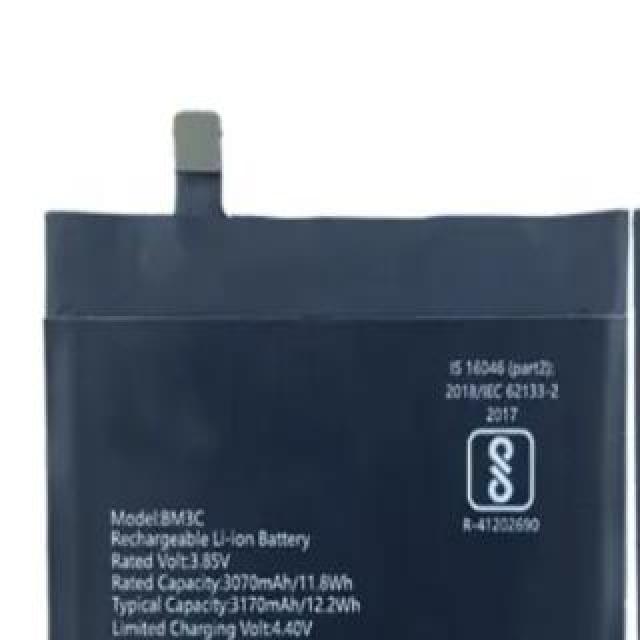 IS 16046 (part2):
2018/IEC 62133-2
2017
R-41202690
Model:BM3C
Rechargeable Li-ion Battery
Rated Volt:3.85V
Rated Capacity:3070mAh/11.8Wh
Typical Capacity:3170mAh/12.2Wh
Limited Charging Volt:4.40V